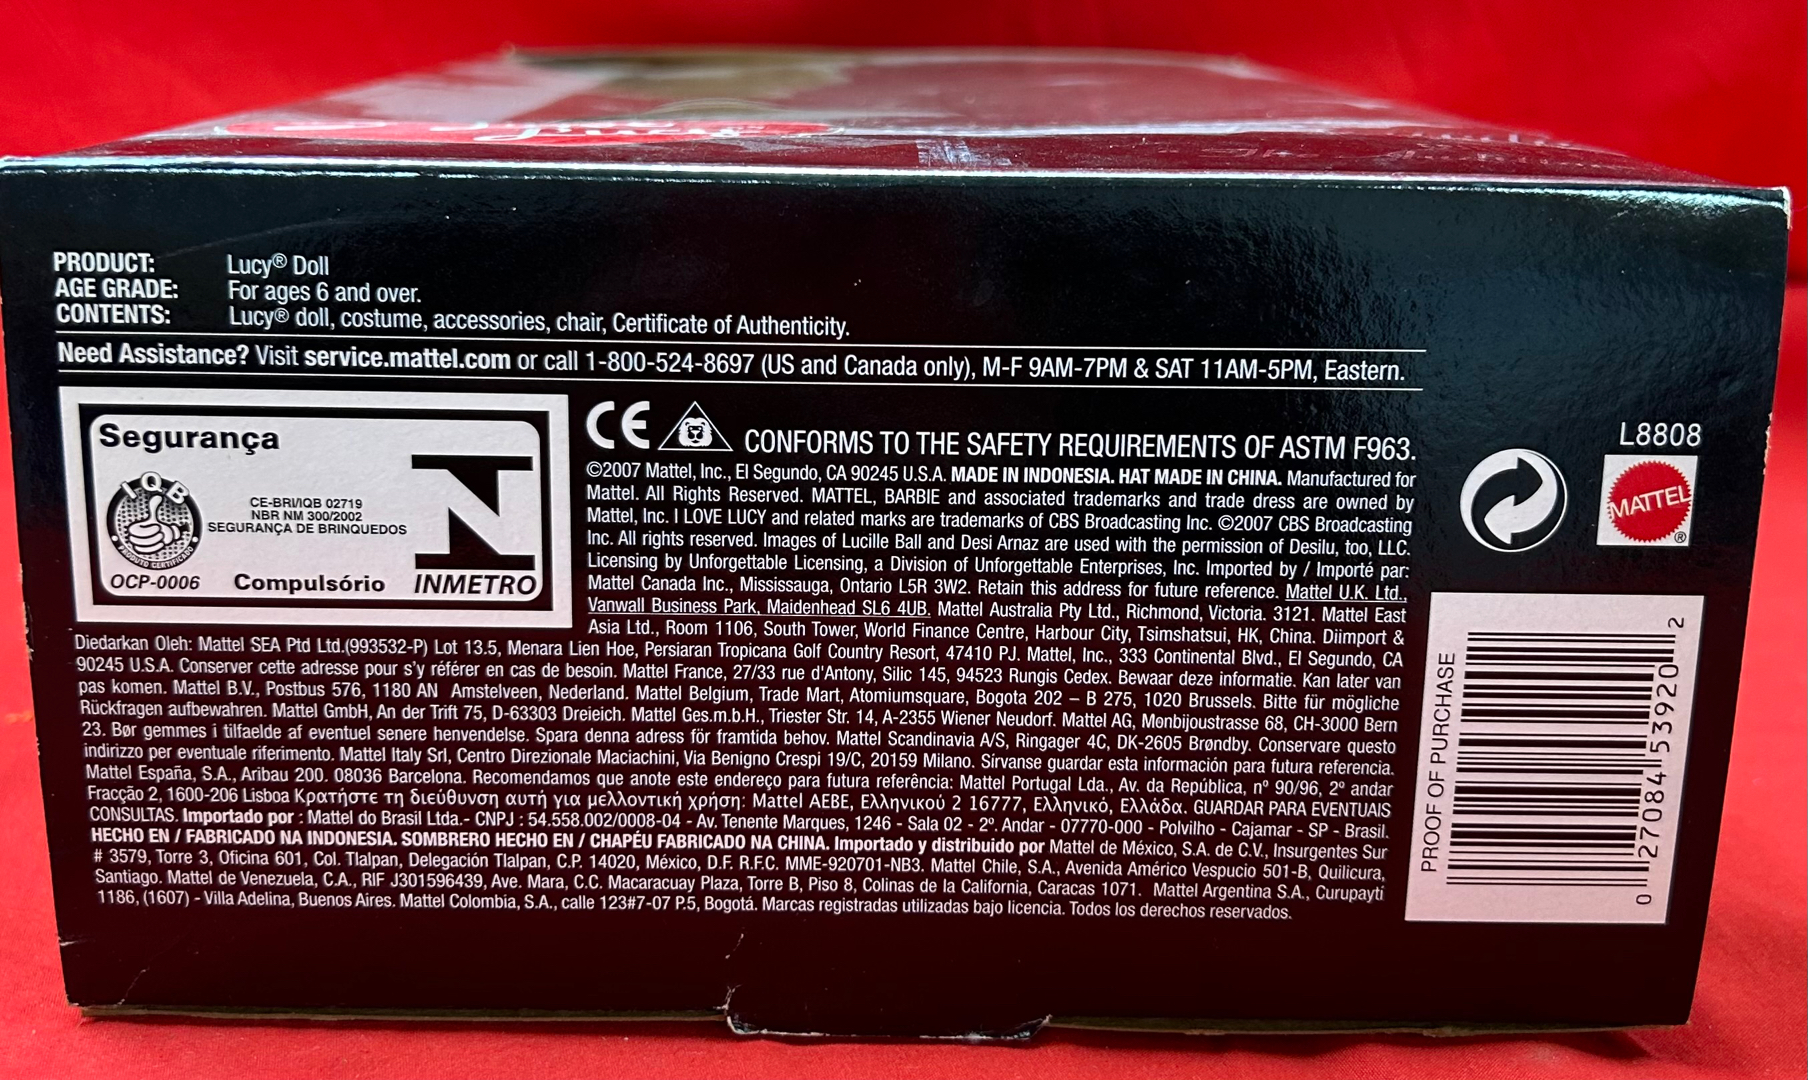 PRODUCT: Lucy® Doll
AGE GRADE: For ages 6 and over.
CONTENTS: Lucy® doll, costume, accessories, chair, Certificate of Authenticity.
Need Assistance? Visit service.mattel.com or call 1-800-524-8697 (US and Canada only), M-F 9AM-7PM & SAT 11AM-5PM, Eastern.
Segurança
IQB
PRODUTO CERTIFICADO
CE-BRI/IQB 02719
NBR NM 300/2002
SEGURANÇA DE BRINQUEDOS
OCP-0006 Compulsório INMETRO
CE CONFORMS TO THE SAFETY REQUIREMENTS OF ASTM F963.
©2007 Mattel, Inc., El Segundo, CA 90245 U.S.A. MADE IN INDONESIA. HAT MADE IN CHINA. Manufactured for
Mattel. All Rights Reserved. MATTEL, BARBIE and associated trademarks and trade dress are owned by
Mattel, Inc. I LOVE LUCY and related marks are trademarks of CBS Broadcasting Inc. ©2007 CBS Broadcasting
Inc. All rights reserved. Images of Lucille Ball and Desi Arnaz are used with the permission of Desilu, too, LLC.
Licensing by Unforgettable Licensing, a Division of Unforgettable Enterprises, Inc. Imported by / Importé par:
Mattel Canada Inc., Mississauga, Ontario L5R 3W2. Retain this address for future reference. Mattel U.K. Ltd.,
Vanwall Business Park, Maidenhead SL6 4UB. Mattel Australia Pty Ltd., Richmond, Victoria. 3121. Mattel East
Asia Ltd., Room 1106, South Tower, World Finance Centre, Harbour City, Tsimshatsui, HK, China. Diimport &
Diedarkan Oleh: Mattel SEA Ptd Ltd.(993532-P) Lot 13.5, Menara Lien Hoe, Persiaran Tropicana Golf Country Resort, 47410 PJ. Mattel, Inc., 333 Continental Blvd., El Segundo, CA
90245 U.S.A. Conserver cette adresse pour s'y référer en cas de besoin. Mattel France, 27/33 rue d'Antony, Silic 145, 94523 Rungis Cedex. Bewaar deze informatie. Kan later van
pas komen. Mattel B.V., Postbus 576, 1180 AN Amstelveen, Nederland. Mattel Belgium, Trade Mart, Atomiumsquare, Bogota 202 – B 275, 1020 Brussels. Bitte für mögliche
Rückfragen aufbewahren. Mattel GmbH, An der Trift 75, D-63303 Dreieich. Mattel Ges.m.b.H., Triester Str. 14, A-2355 Wiener Neudorf. Mattel AG, Monbijoustrasse 68, CH-3000 Bern
23. Bør gemmes i tilfaelde af eventuel senere henvendelse. Spara denna adress för framtida behov. Mattel Scandinavia A/S, Ringager 4C, DK-2605 Brøndby. Conservare questo
indirizzo per eventuale riferimento. Mattel Italy Srl, Centro Direzionale Maciachini, Via Benigno Crespi 19/C, 20159 Milano. Sírvanse guardar esta información para futura referencia.
Mattel España, S.A., Aribau 200. 08036 Barcelona. Recomendamos que anote este endereço para futura referência: Mattel Portugal Lda., Av. da República, nº 90/96, 2º andar
Fracção 2, 1600-206 Lisboa Κρατήστε τη διεύθυνση αυτή για μελλοντική χρήση: Mattel AEBE, Ελληνικού 2 16777, Ελληνικό, Ελλάδα. GUARDAR PARA EVENTUAIS
CONSULTAS. Importado por : Mattel do Brasil Ltda.- CNPJ : 54.558.002/0008-04 - Av. Tenente Marques, 1246 - Sala 02 - 2º. Andar - 07770-000 - Polvilho - Cajamar - SP - Brasil.
HECHO EN / FABRICADO NA INDONESIA. SOMBRERO HECHO EN / CHAPÉU FABRICADO NA CHINA. Importado y distribuido por Mattel de México, S.A. de C.V., Insurgentes Sur
# 3579, Torre 3, Oficina 601, Col. Tlalpan, Delegación Tlalpan, C.P. 14020, México, D.F. R.F.C. MME-920701-NB3. Mattel Chile, S.A., Avenida Américo Vespucio 501-B, Quilicura,
Santiago. Mattel de Venezuela, C.A., RIF J301596439, Ave. Mara, C.C. Macaracuay Plaza, Torre B, Piso 8, Colinas de la California, Caracas 1071. Mattel Argentina S.A., Curupaytí
1186, (1607) - Villa Adelina, Buenos Aires. Mattel Colombia, S.A., calle 123#7-07 P.5, Bogotá. Marcas registradas utilizadas bajo licencia. Todos los derechos reservados.
L8808
MATTEL®
PROOF OF PURCHASE
0 27084 53920 2